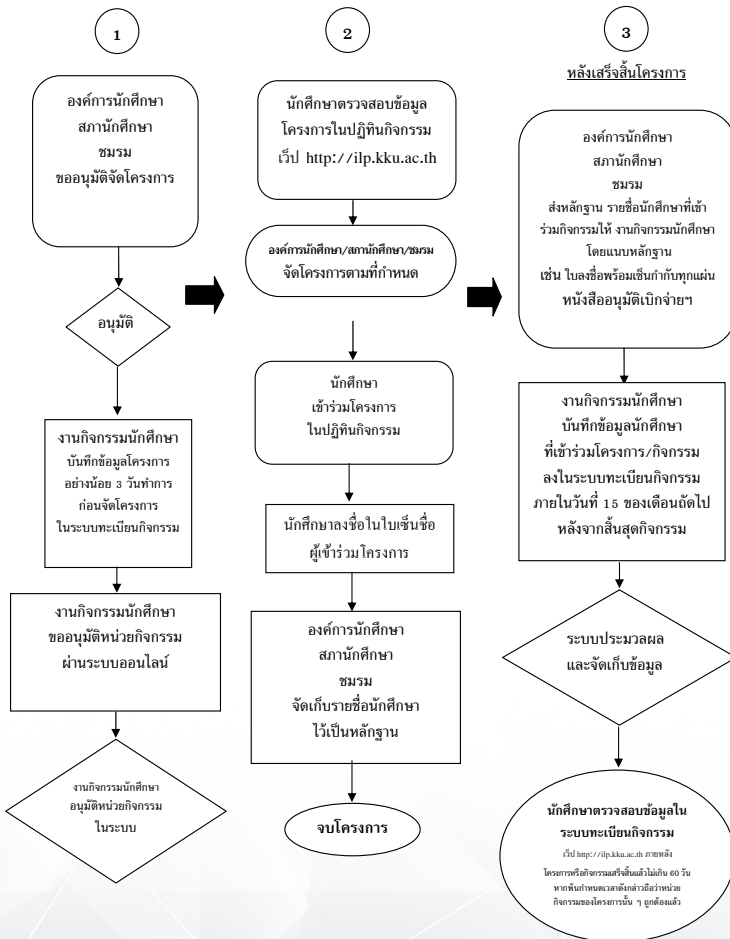 1
องค์การนักศึกษา
สภานักศึกษา
ชมรม
ขออนุมัติจัดโครงการ
อนุมัติ
งานกิจกรรมนักศึกษา
บันทึกข้อมูลโครงการ
อย่างน้อย 3 วันทำการ
ก่อนจัดโครงการ
ในระบบทะเบียนกิจกรรม
งานกิจกรรมนักศึกษา
ขออนุมัติหน่วยกิจกรรม
ผ่านระบบออนไลน์
งานกิจกรรมนักศึกษา
อนุมัติหน่วยกิจกรรม
ในระบบ
2
นักศึกษาตรวจสอบข้อมูล
โครงการในปฏิทินกิจกรรม
เว็ป http://ilp.kku.ac.th
องค์การนักศึกษา/สภานักศึกษา/ชมรม
จัดโครงการตามที่กำหนด
นักศึกษา
เข้าร่วมโครงการ
ในปฏิทินกิจกรรม
นักศึกษาลงชื่อในใบเซ็นชื่อ
ผู้เข้าร่วมโครงการ
องค์การนักศึกษา
สภานักศึกษา
ชมรม
จัดเก็บรายชื่อนักศึกษา
ไว้เป็นหลักฐาน
จบโครงการ
3
หลังเสร็จสิ้นโครงการ
องค์การนักศึกษา
สภานักศึกษา
ชมรม
ส่งหลักฐาน รายชื่อนักศึกษาที่เข้า
ร่วมกิจกรรมให้ งานกิจกรรมนักศึกษา
โดยแนบหลักฐาน
เช่น ใบลงชื่อพร้อมเซ็นกำกับทุกแผ่น
หนังสืออนุมัติเบิกจ่ายฯ
งานกิจกรรมนักศึกษา
บันทึกข้อมูลนักศึกษา
ที่เข้าร่วมโครงการ/กิจกรรม
ลงในระบบทะเบียนกิจกรรม
ภายในวันที่ 15 ของเดือนถัดไป
หลังจากสิ้นสุดกิจกรรม
ระบบประมวลผล
และจัดเก็บข้อมูล
นักศึกษาตรวจสอบข้อมูลใน
ระบบทะเบียนกิจกรรม
เว็ป http://ilp.kku.ac.th ภายหลัง
โครงการหรือกิจกรรมเสร็จสิ้นแล้วไม่เกิน 60 วัน
หากพ้นกำหนดเวลาดังกล่าวถือว่าหน่วย
กิจกรรมของโครงการนั้น ๆ ถูกต้องแล้ว